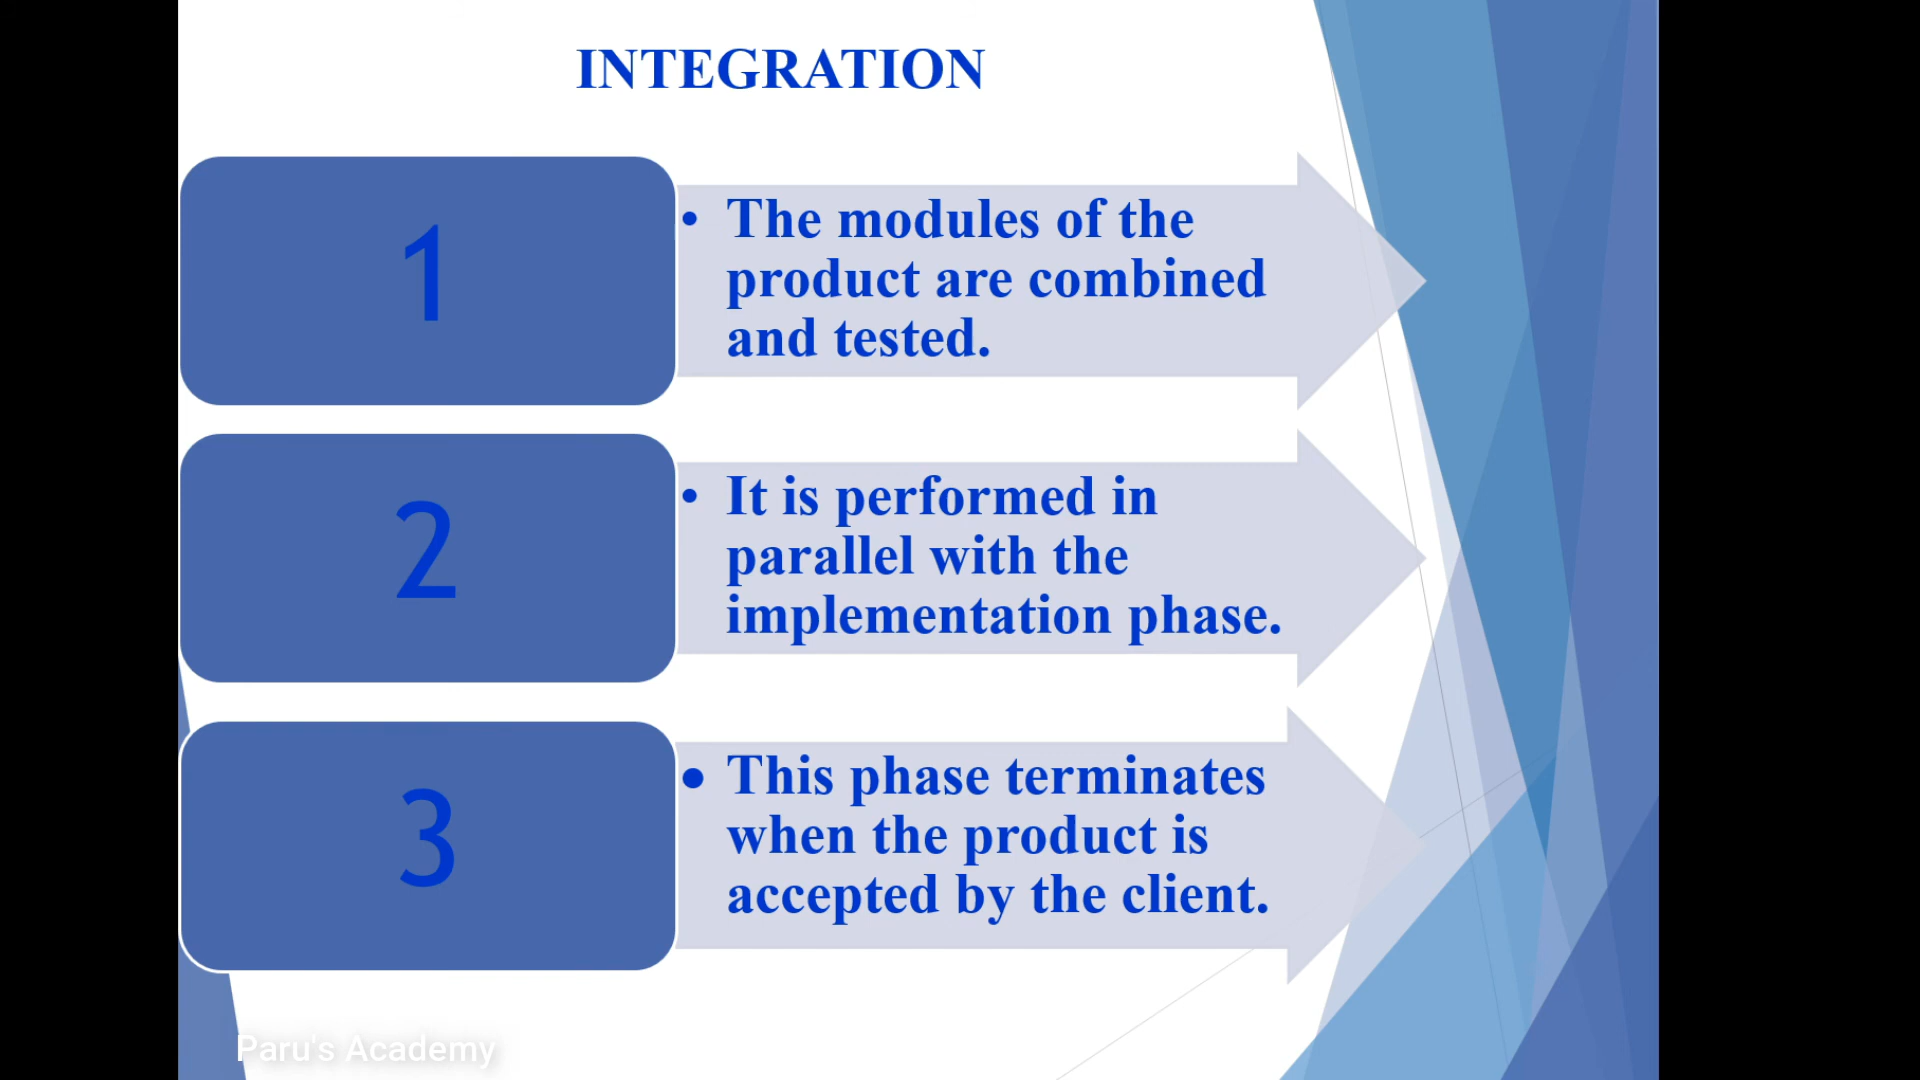 INTEGRATION
1
• The modules of the
product are combined
and tested.
2
• It is performed in
parallel with the
implementation phase.
3
• This phase terminates
when the product is
accepted by the client.
Paru's Academy